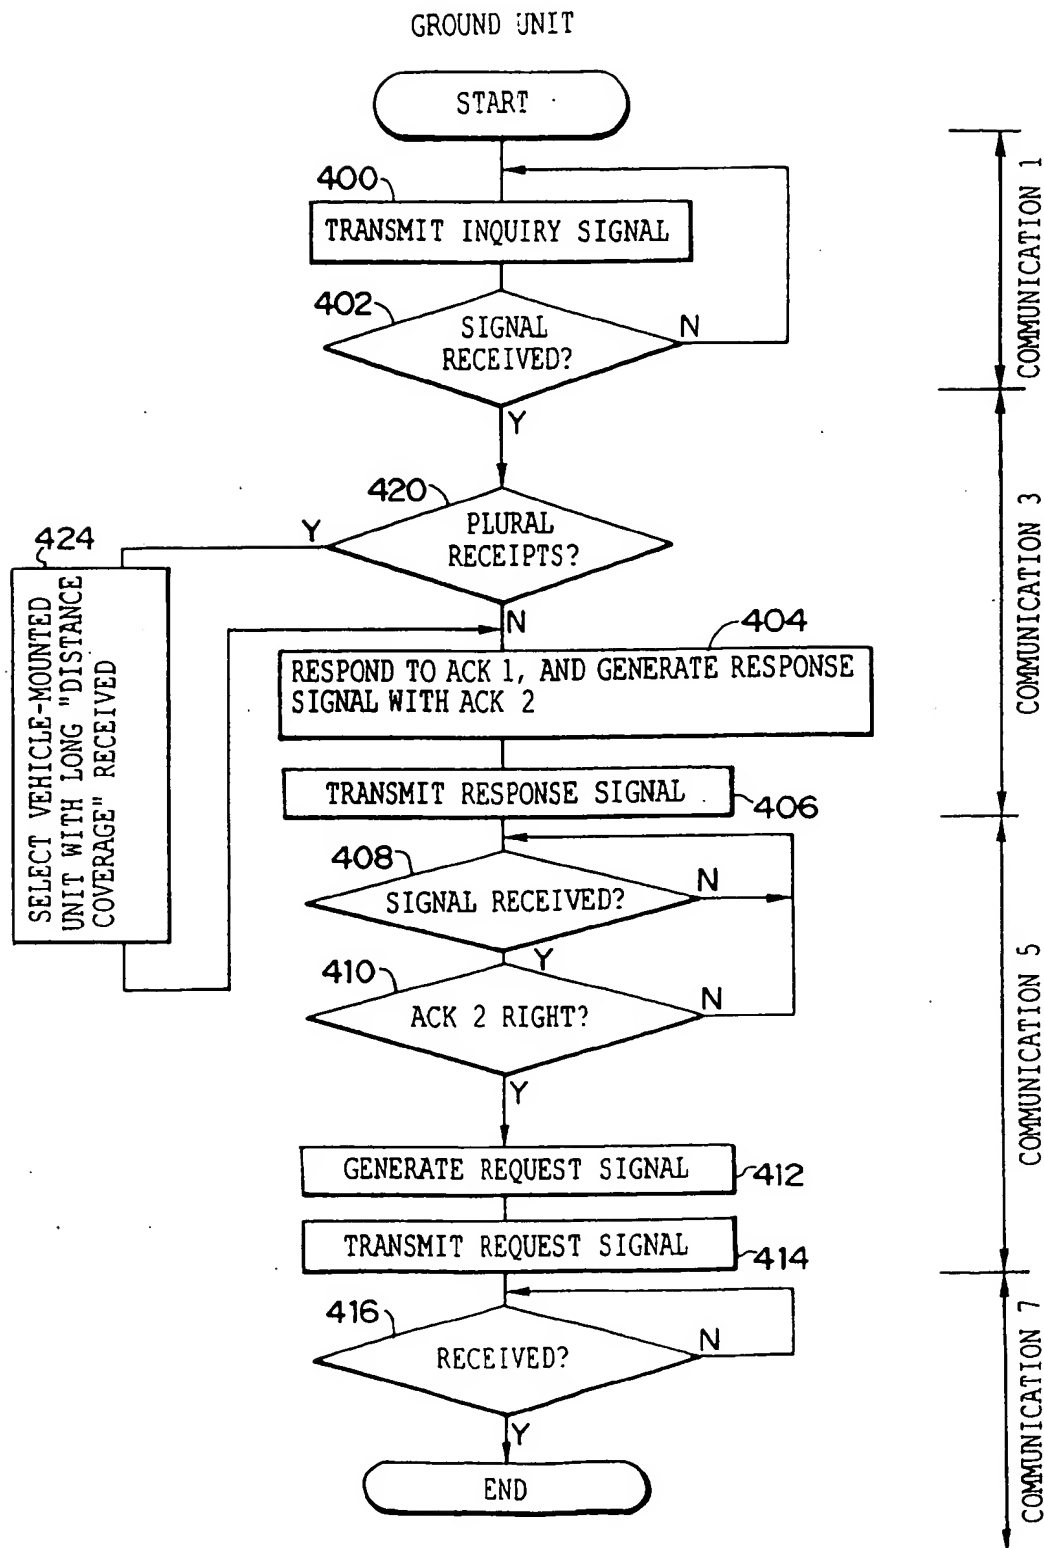 GROUND UNIT
START
400
TRANSMIT INQUIRY SIGNAL
402
SIGNAL
RECEIVED?
N
Y
COMMUNICATION 1
420
PLURAL
RECEIPTS?
Y
N
424
SELECT VEHICLE-MOUNTED
UNIT WITH LONG "DISTANCE
COVERAGE" RECEIVED
404
RESPOND TO ACK 1, AND GENERATE RESPONSE
SIGNAL WITH ACK 2
TRANSMIT RESPONSE SIGNAL
406
COMMUNICATION 3
408
SIGNAL RECEIVED?
N
Y
410
ACK 2 RIGHT?
N
Y
GENERATE REQUEST SIGNAL
412
TRANSMIT REQUEST SIGNAL
414
COMMUNICATION 5
416
RECEIVED?
N
Y
END
COMMUNICATION 7